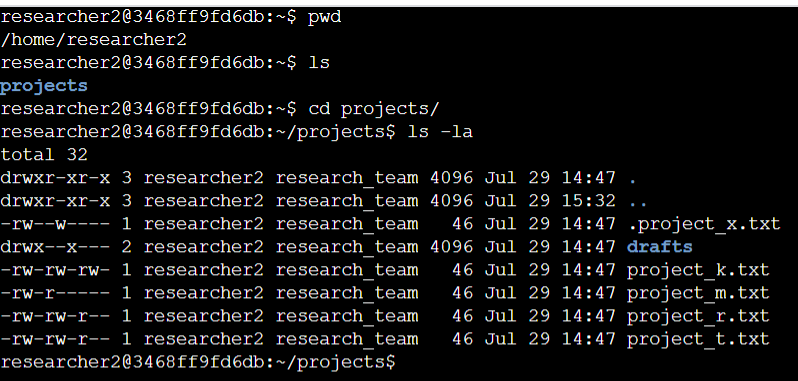 researcher2@3468ff9fd6db:~$ pwd
/home/researcher2
researcher2@3468ff9fd6db:~$ ls
projects
researcher2@3468ff9fd6db:~$ cd projects/
researcher2@3468ff9fd6db:~/projects$ ls -la
total 32
drwxr-xr-x 3 researcher2 research_team 4096 Jul 29 14:47 .
drwxr-xr-x 3 researcher2 research_team 4096 Jul 29 15:32 ..
-rw--w---- 1 researcher2 research_team   46 Jul 29 14:47 .project_x.txt
drwx--x--- 2 researcher2 research_team 4096 Jul 29 14:47 drafts
-rw-rw-rw- 1 researcher2 research_team   46 Jul 29 14:47 project_k.txt
-rw-r----- 1 researcher2 research_team   46 Jul 29 14:47 project_m.txt
-rw-rw-r-- 1 researcher2 research_team   46 Jul 29 14:47 project_r.txt
-rw-rw-r-- 1 researcher2 research_team   46 Jul 29 14:47 project_t.txt
researcher2@3468ff9fd6db:~/projects$